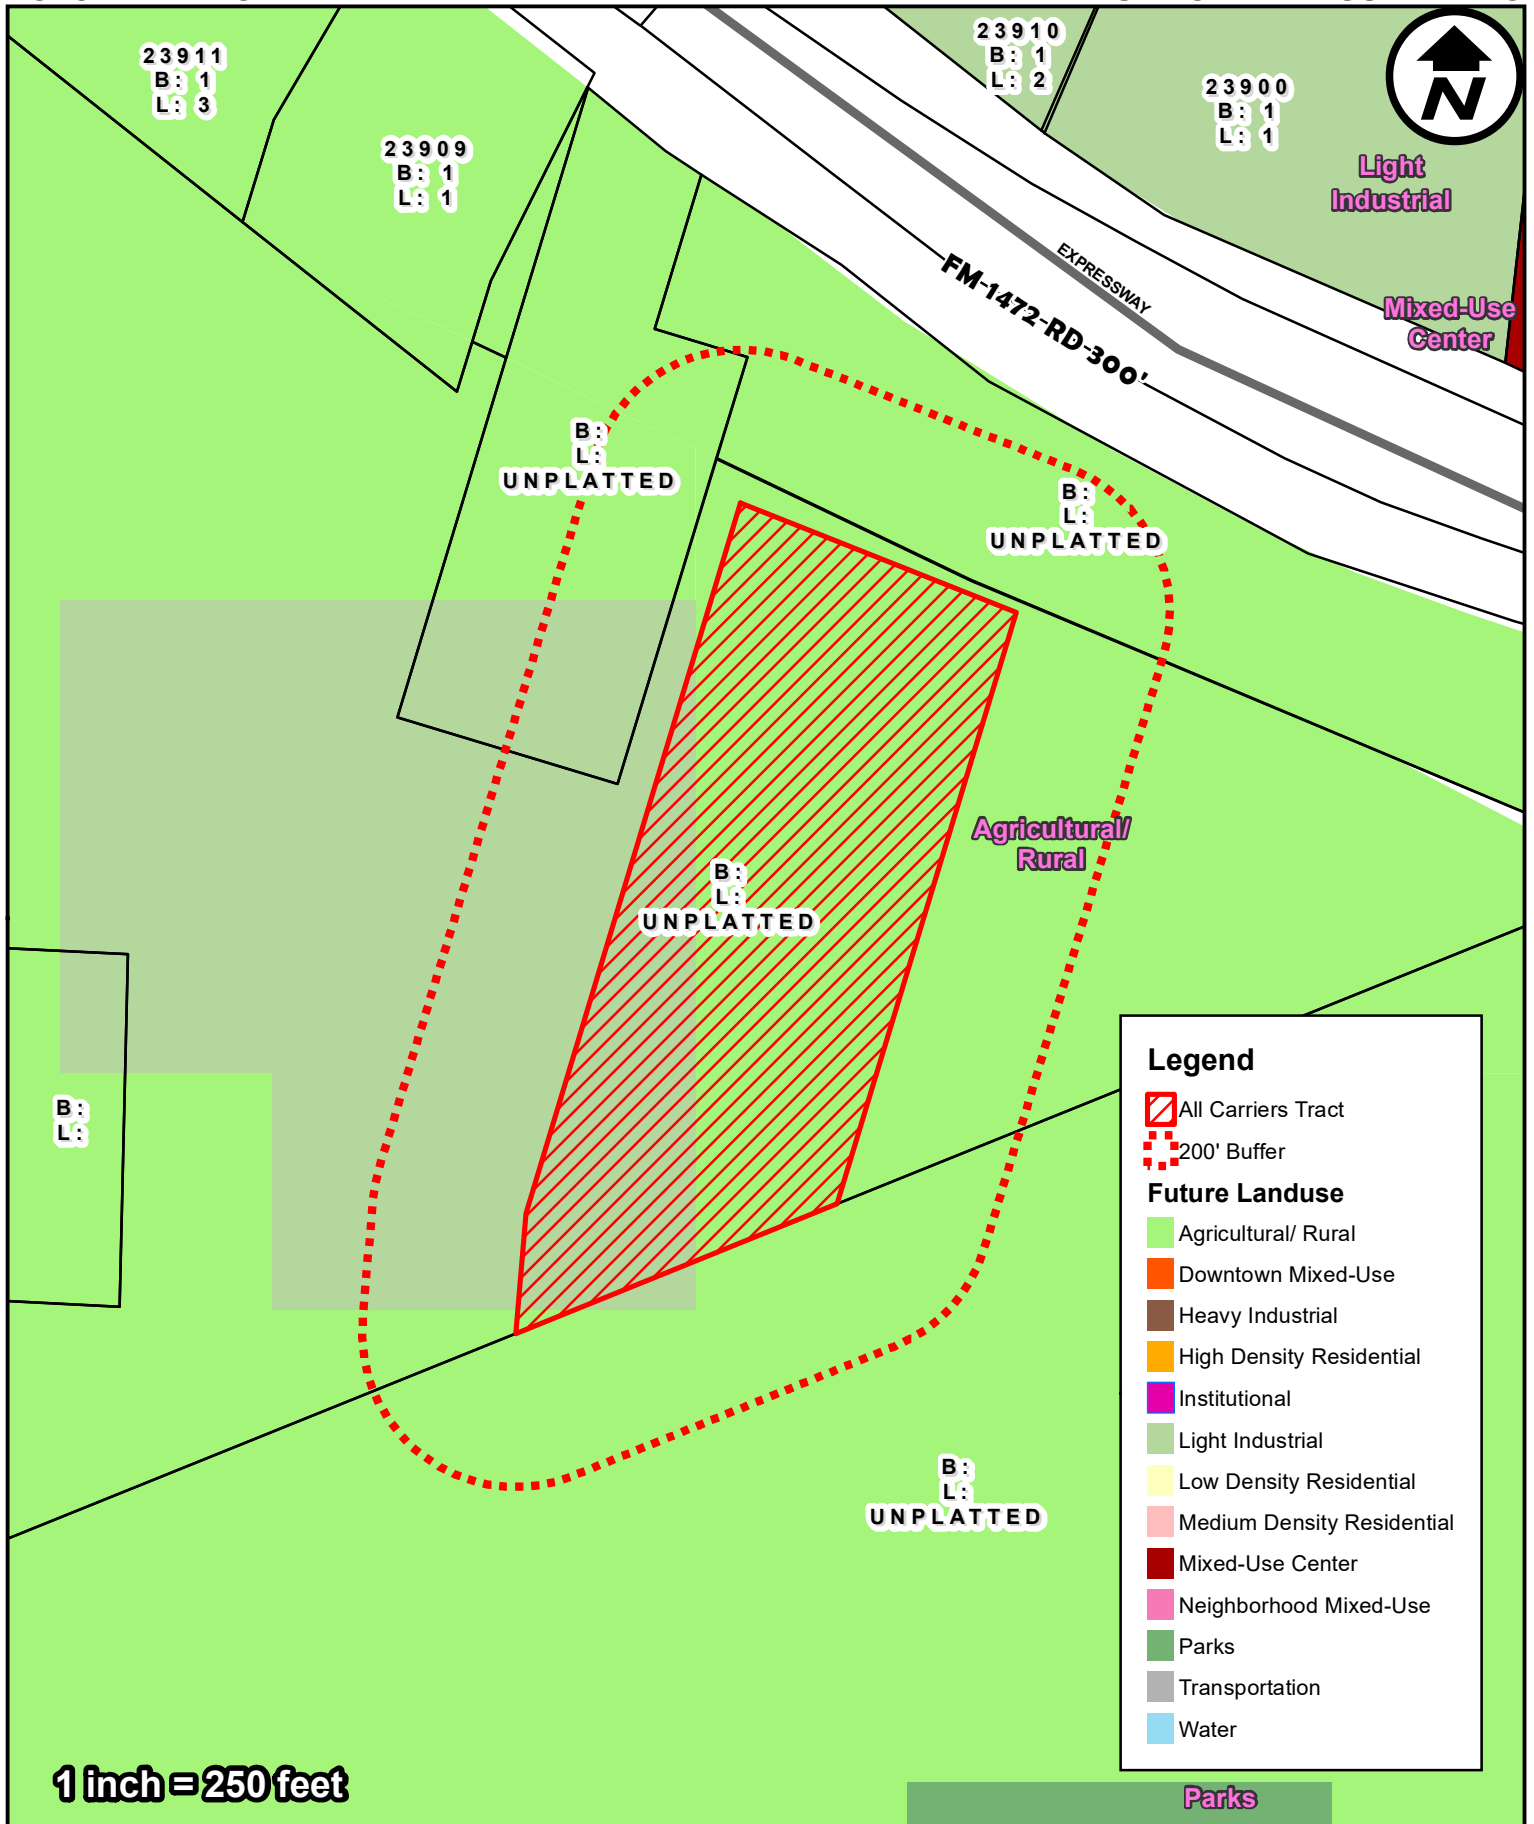 23911
B: 1
L: 3
23910
B: 1
L: 2
23900
B: 1
L: 1
N
23909
B: 1
L: 1
Light
Industrial
EXPRESSWAY
FM-1472-RD-300'
Mixed-Use
Center
B:
L:
UNPLATTED
B:
L:
UNPLATTED
Agricultural/
Rural
B:
L:
UNPLATTED
B:
L:
B:
L:
UNPLATTED
Legend
All Carriers Tract
200' Buffer
Future Landuse
Agricultural/ Rural
Downtown Mixed-Use
Heavy Industrial
High Density Residential
Institutional
Light Industrial
Low Density Residential
Medium Density Residential
Mixed-Use Center
Neighborhood Mixed-Use
Parks
Transportation
Water
1 inch = 250 feet
Parks